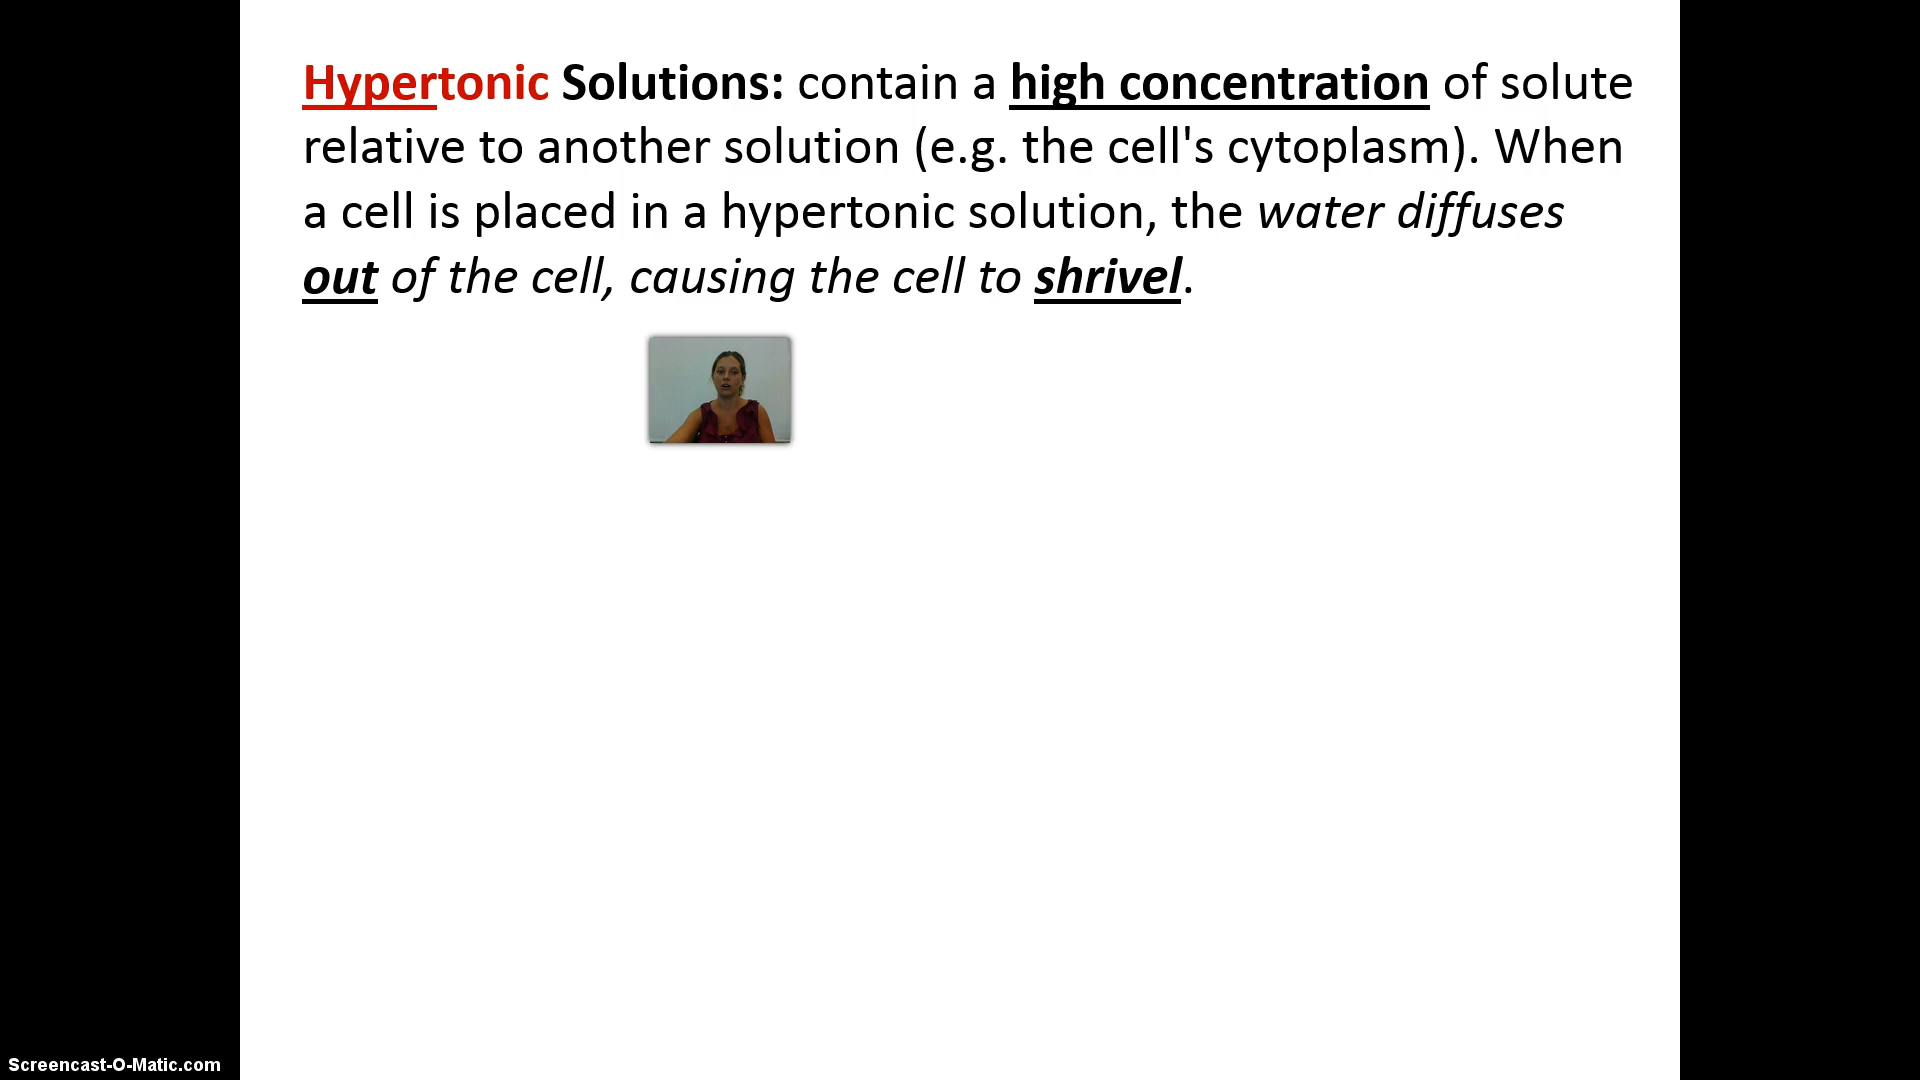 Hypertonic Solutions: contain a high concentration of solute
relative to another solution (e.g. the cell's cytoplasm). When
a cell is placed in a hypertonic solution, the water diffuses
out of the cell, causing the cell to shrivel.
Screencast-O-Matic.com